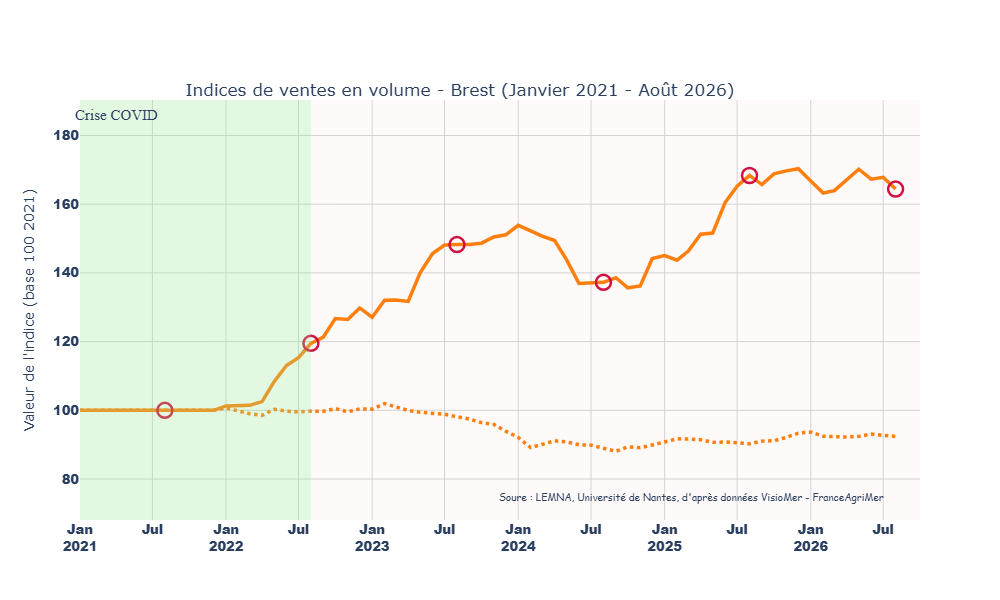 Indices de ventes en volume - Brest (Janvier 2021 - Août 2026)
Crise COVID
Valeur de l'indice (base 100 2021)
180
160
140
120
100
80
Soure : LEMNA, Université de Nantes, d'après données VisioMer - FranceAgriMer
Jan Jul Jan Jul Jan Jul Jan Jul Jan Jul Jan Jul
2021 2022 2023 2024 2025 2026